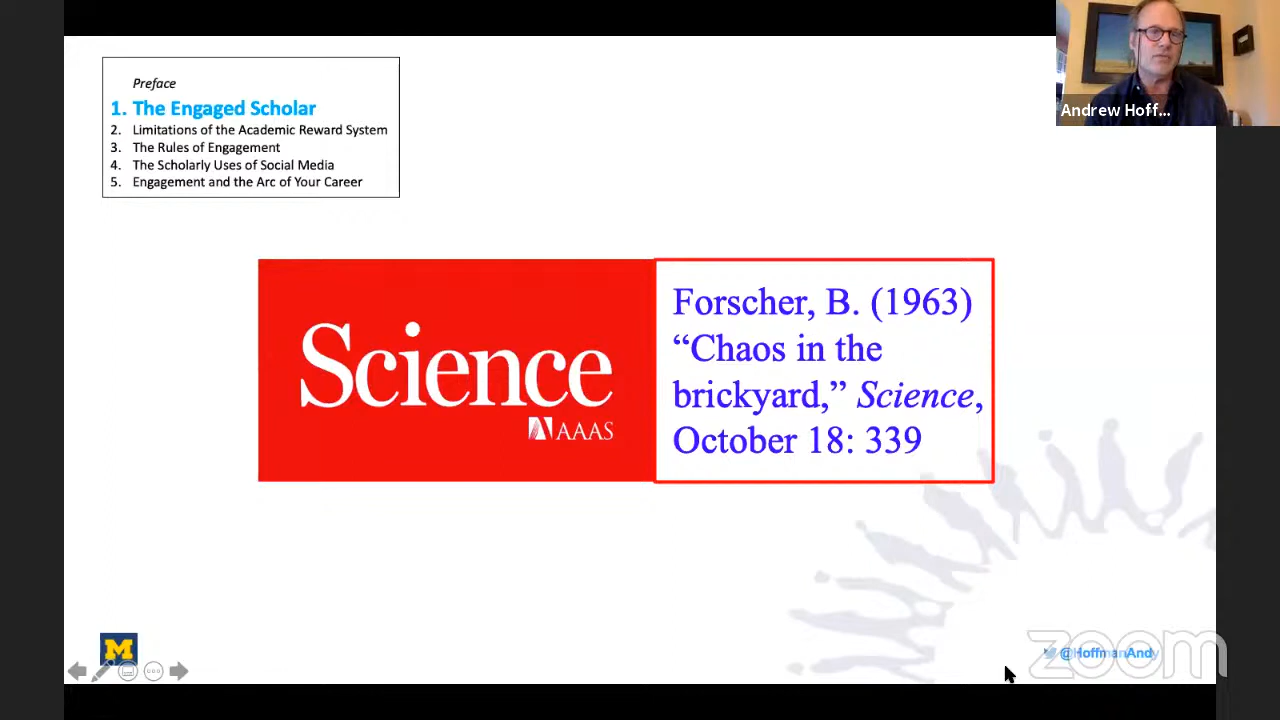 Preface
1. The Engaged Scholar
2. Limitations of the Academic Reward System
3. The Rules of Engagement
4. The Scholarly Uses of Social Media
5. Engagement and the Arc of Your Career
Andrew Hoff...
Science
AAAS
Forscher, B. (1963)
“Chaos in the
brickyard,” Science,
October 18: 339
M
@HoffmanAndy
zoom